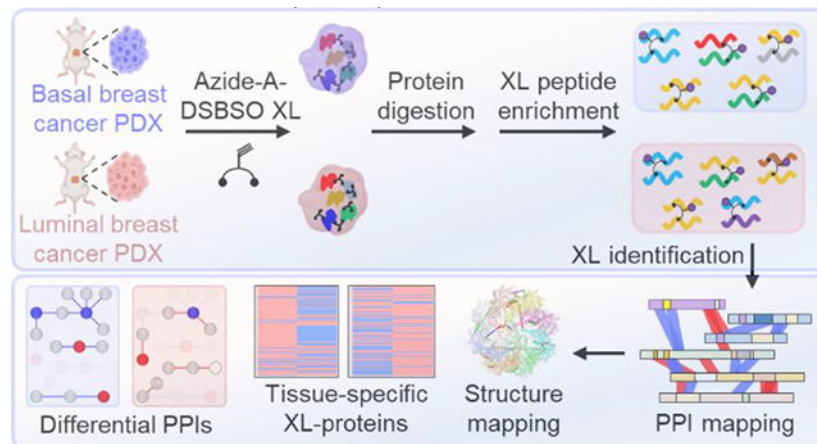 Basal breast
cancer PDX
Luminal breast
cancer PDX
Azide-A-
DSBSO XL
Protein
digestion
XL peptide
enrichment
XL identification
Differential PPIs
Tissue-specific
XL-proteins
Structure
mapping
PPI mapping